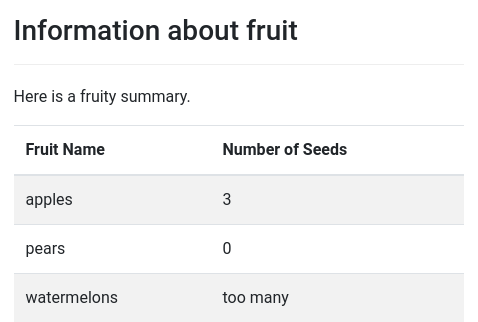 Information about fruit
Here is a fruity summary.
Fruit Name Number of Seeds
apples 3
pears 0
watermelons too many